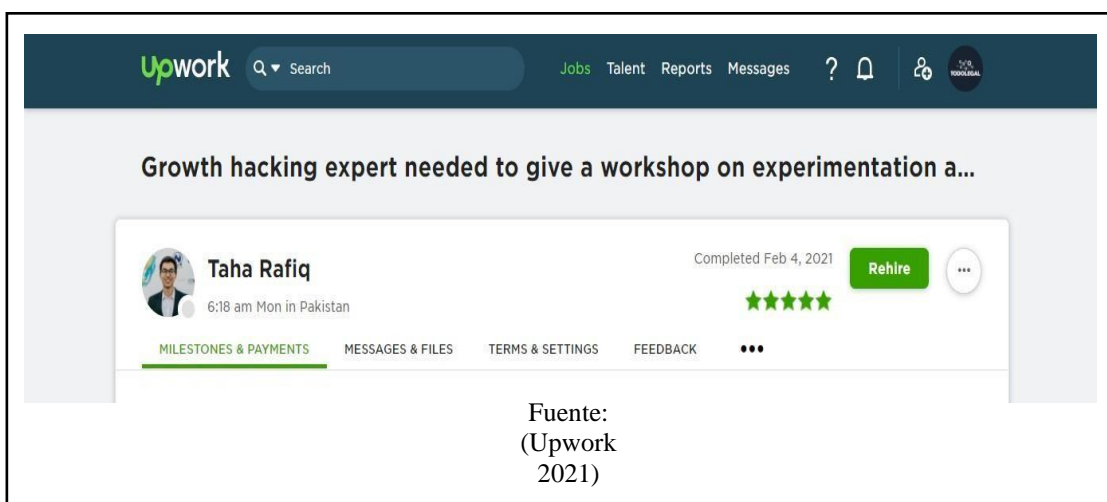 Upwork Search Jobs Talent Reports Messages ? TODOLEGAL
Growth hacking expert needed to give a workshop on experimentation a...
Taha Rafiq Completed Feb 4, 2021 Rehire ...
6:18 am Mon in Pakistan
MILESTONES & PAYMENTS MESSAGES & FILES TERMS & SETTINGS FEEDBACK •••
Fuente:
(Upwork
2021)